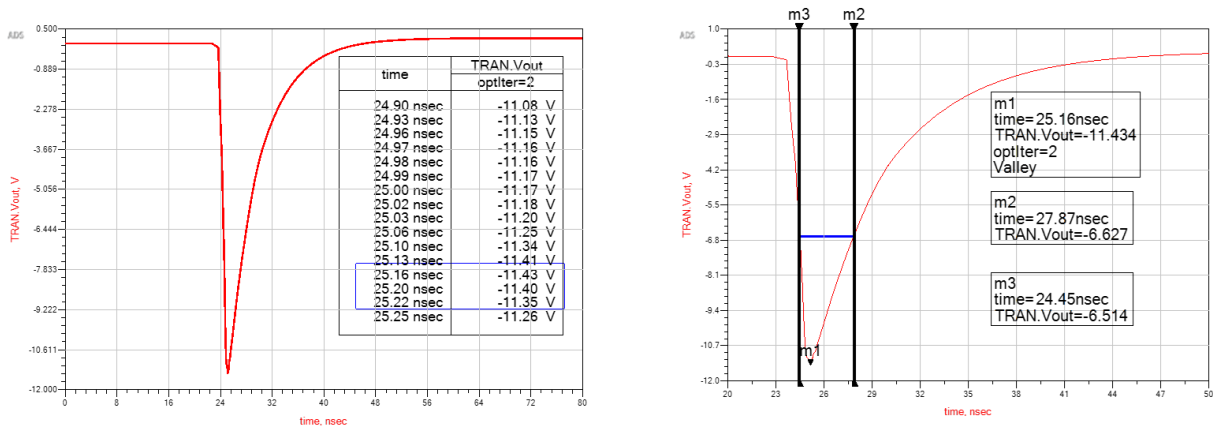 ADS
TRAN.Vout, V
0.500
-0.889
-2.278
-3.667
-5.056
-6.444
-7.833
-9.222
-10.611
-12.000
0
8
16
24
32
40
48
56
64
72
80
time, nsec
time
TRAN.Vout
optIter=2
24.90 nsec -11.08 V
24.93 nsec -11.13 V
24.96 nsec -11.15 V
24.97 nsec -11.16 V
24.98 nsec -11.16 V
24.99 nsec -11.17 V
25.00 nsec -11.17 V
25.02 nsec -11.18 V
25.03 nsec -11.20 V
25.06 nsec -11.25 V
25.10 nsec -11.34 V
25.13 nsec -11.41 V
25.16 nsec -11.43 V
25.20 nsec -11.40 V
25.22 nsec -11.35 V
25.25 nsec -11.26 V
ADS
m3
m2
TRAN.Vout, V
1.0
-0.3
-1.6
-2.9
-4.2
-5.5
-6.8
-8.1
-9.4
-10.7
-12.0
m1
20
23
26
29
32
35
38
41
44
47
50
time, nsec
m1
time=25.16nsec
TRAN.Vout=-11.434
optIter=2
Valley
m2
time=27.87nsec
TRAN.Vout=-6.627
m3
time=24.45nsec
TRAN.Vout=-6.514